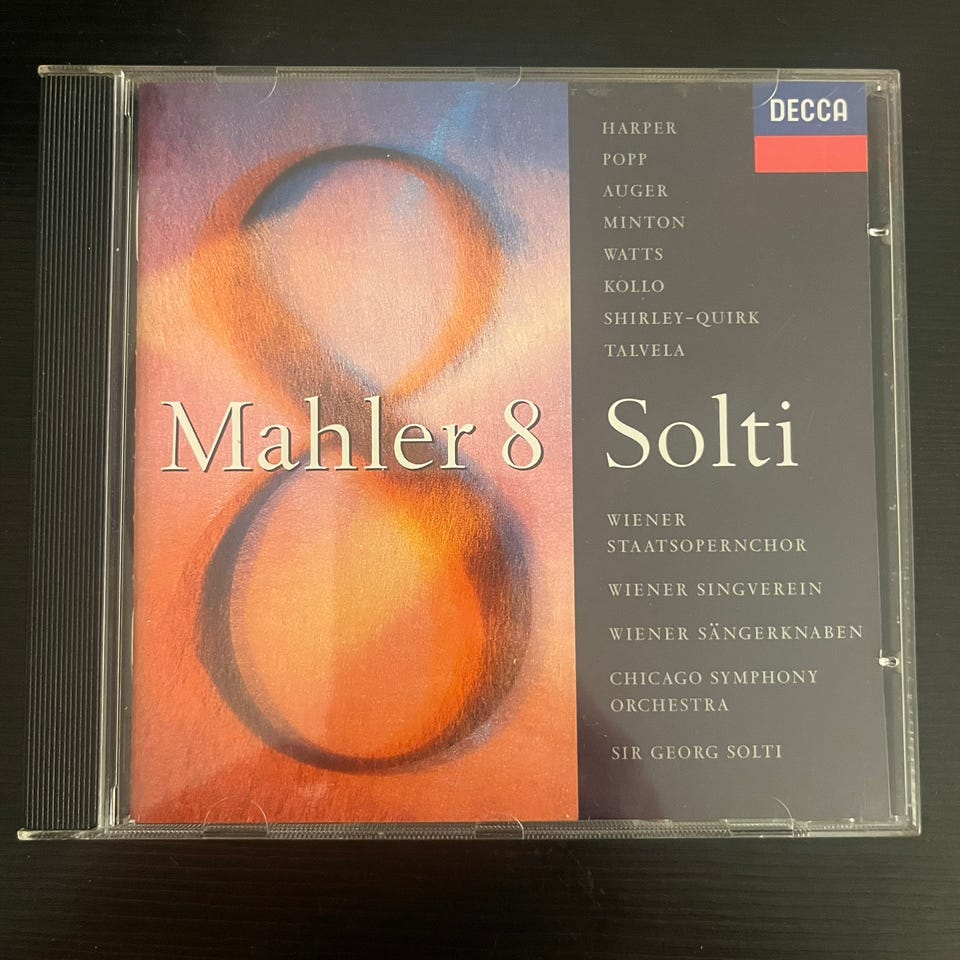 DECCA
HARPER
POPP
AUGER
MINTON
WATTS
KOLLO
SHIRLEY-QUIRK
TALVELA
Mahler 8 Solti
WIENER
STAATSOPERNCHOR
WIENER SINGVEREIN
WIENER SÄNGERKNABEN
CHICAGO SYMPHONY
ORCHESTRA
SIR GEORG SOLTI